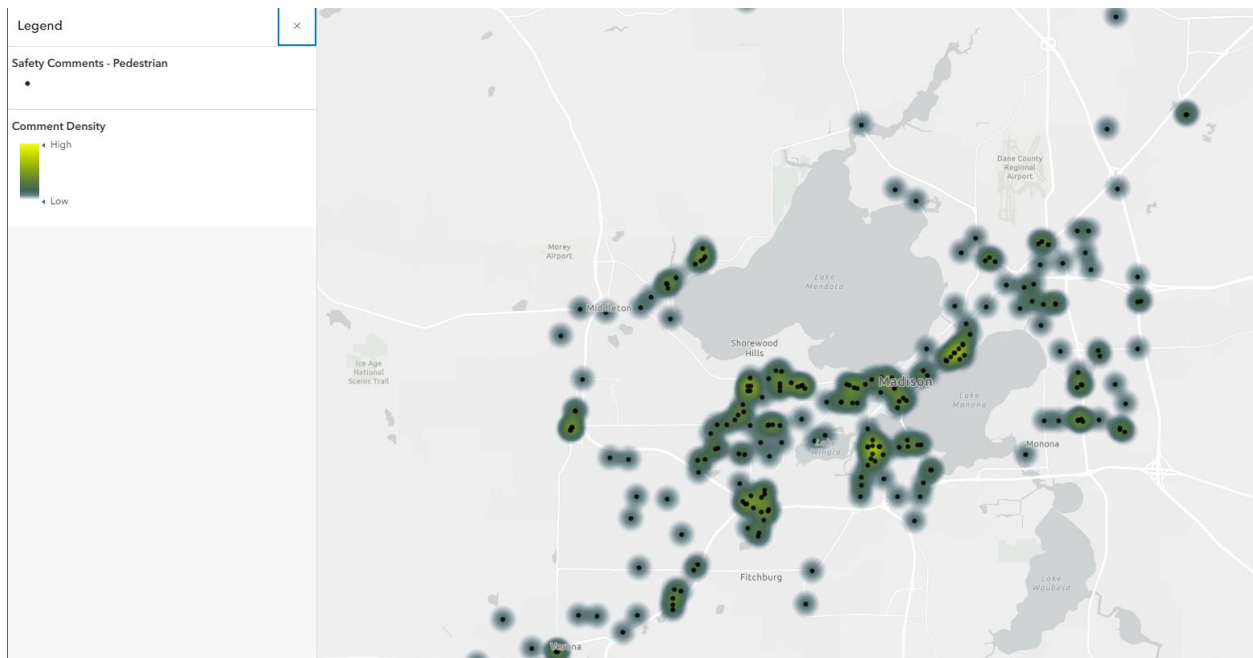 Legend
×
Safety Comments - Pedestrian
Comment Density
High
Low
Dane County
Regional
Airport
Morey
Airport
Lake
Mendota
Middleton
Shorewood
Hills
Ice Age
National
Scenic Trail
Madison
Lake
Monona
Lake
Wingra
Monona
Fitchburg
Lake
Waubesa
Verona